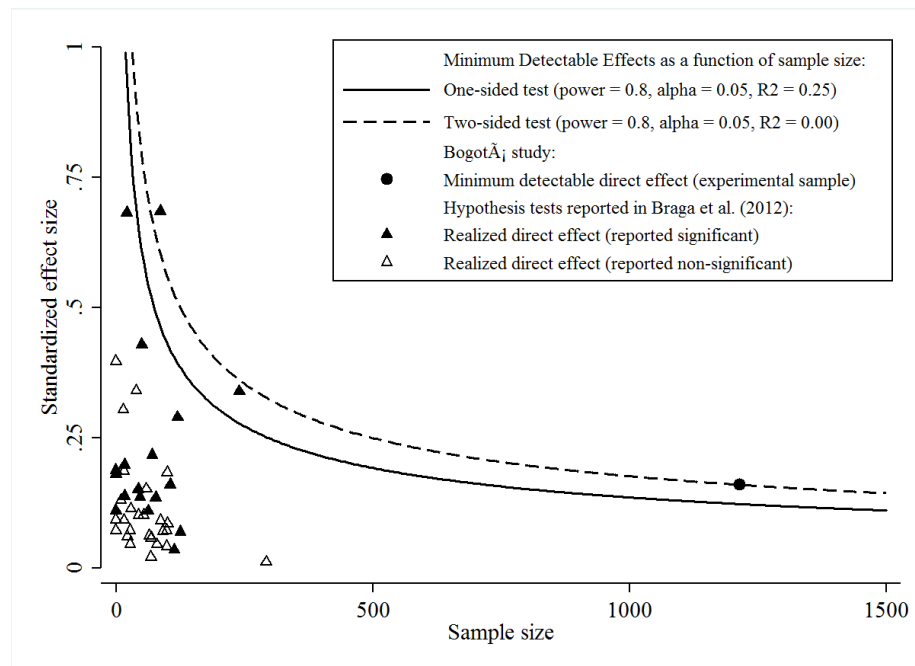 Minimum Detectable Effects as a function of sample size:
One-sided test (power = 0.8, alpha = 0.05, R2 = 0.25)
Two-sided test (power = 0.8, alpha = 0.05, R2 = 0.00)
BogotÃ¡ study:
Minimum detectable direct effect (experimental sample)
Hypothesis tests reported in Braga et al. (2012):
Realized direct effect (reported significant)
Realized direct effect (reported non-significant)
Standardized effect size
1
.75
.5
.25
0
0 500 1000 1500
Sample size